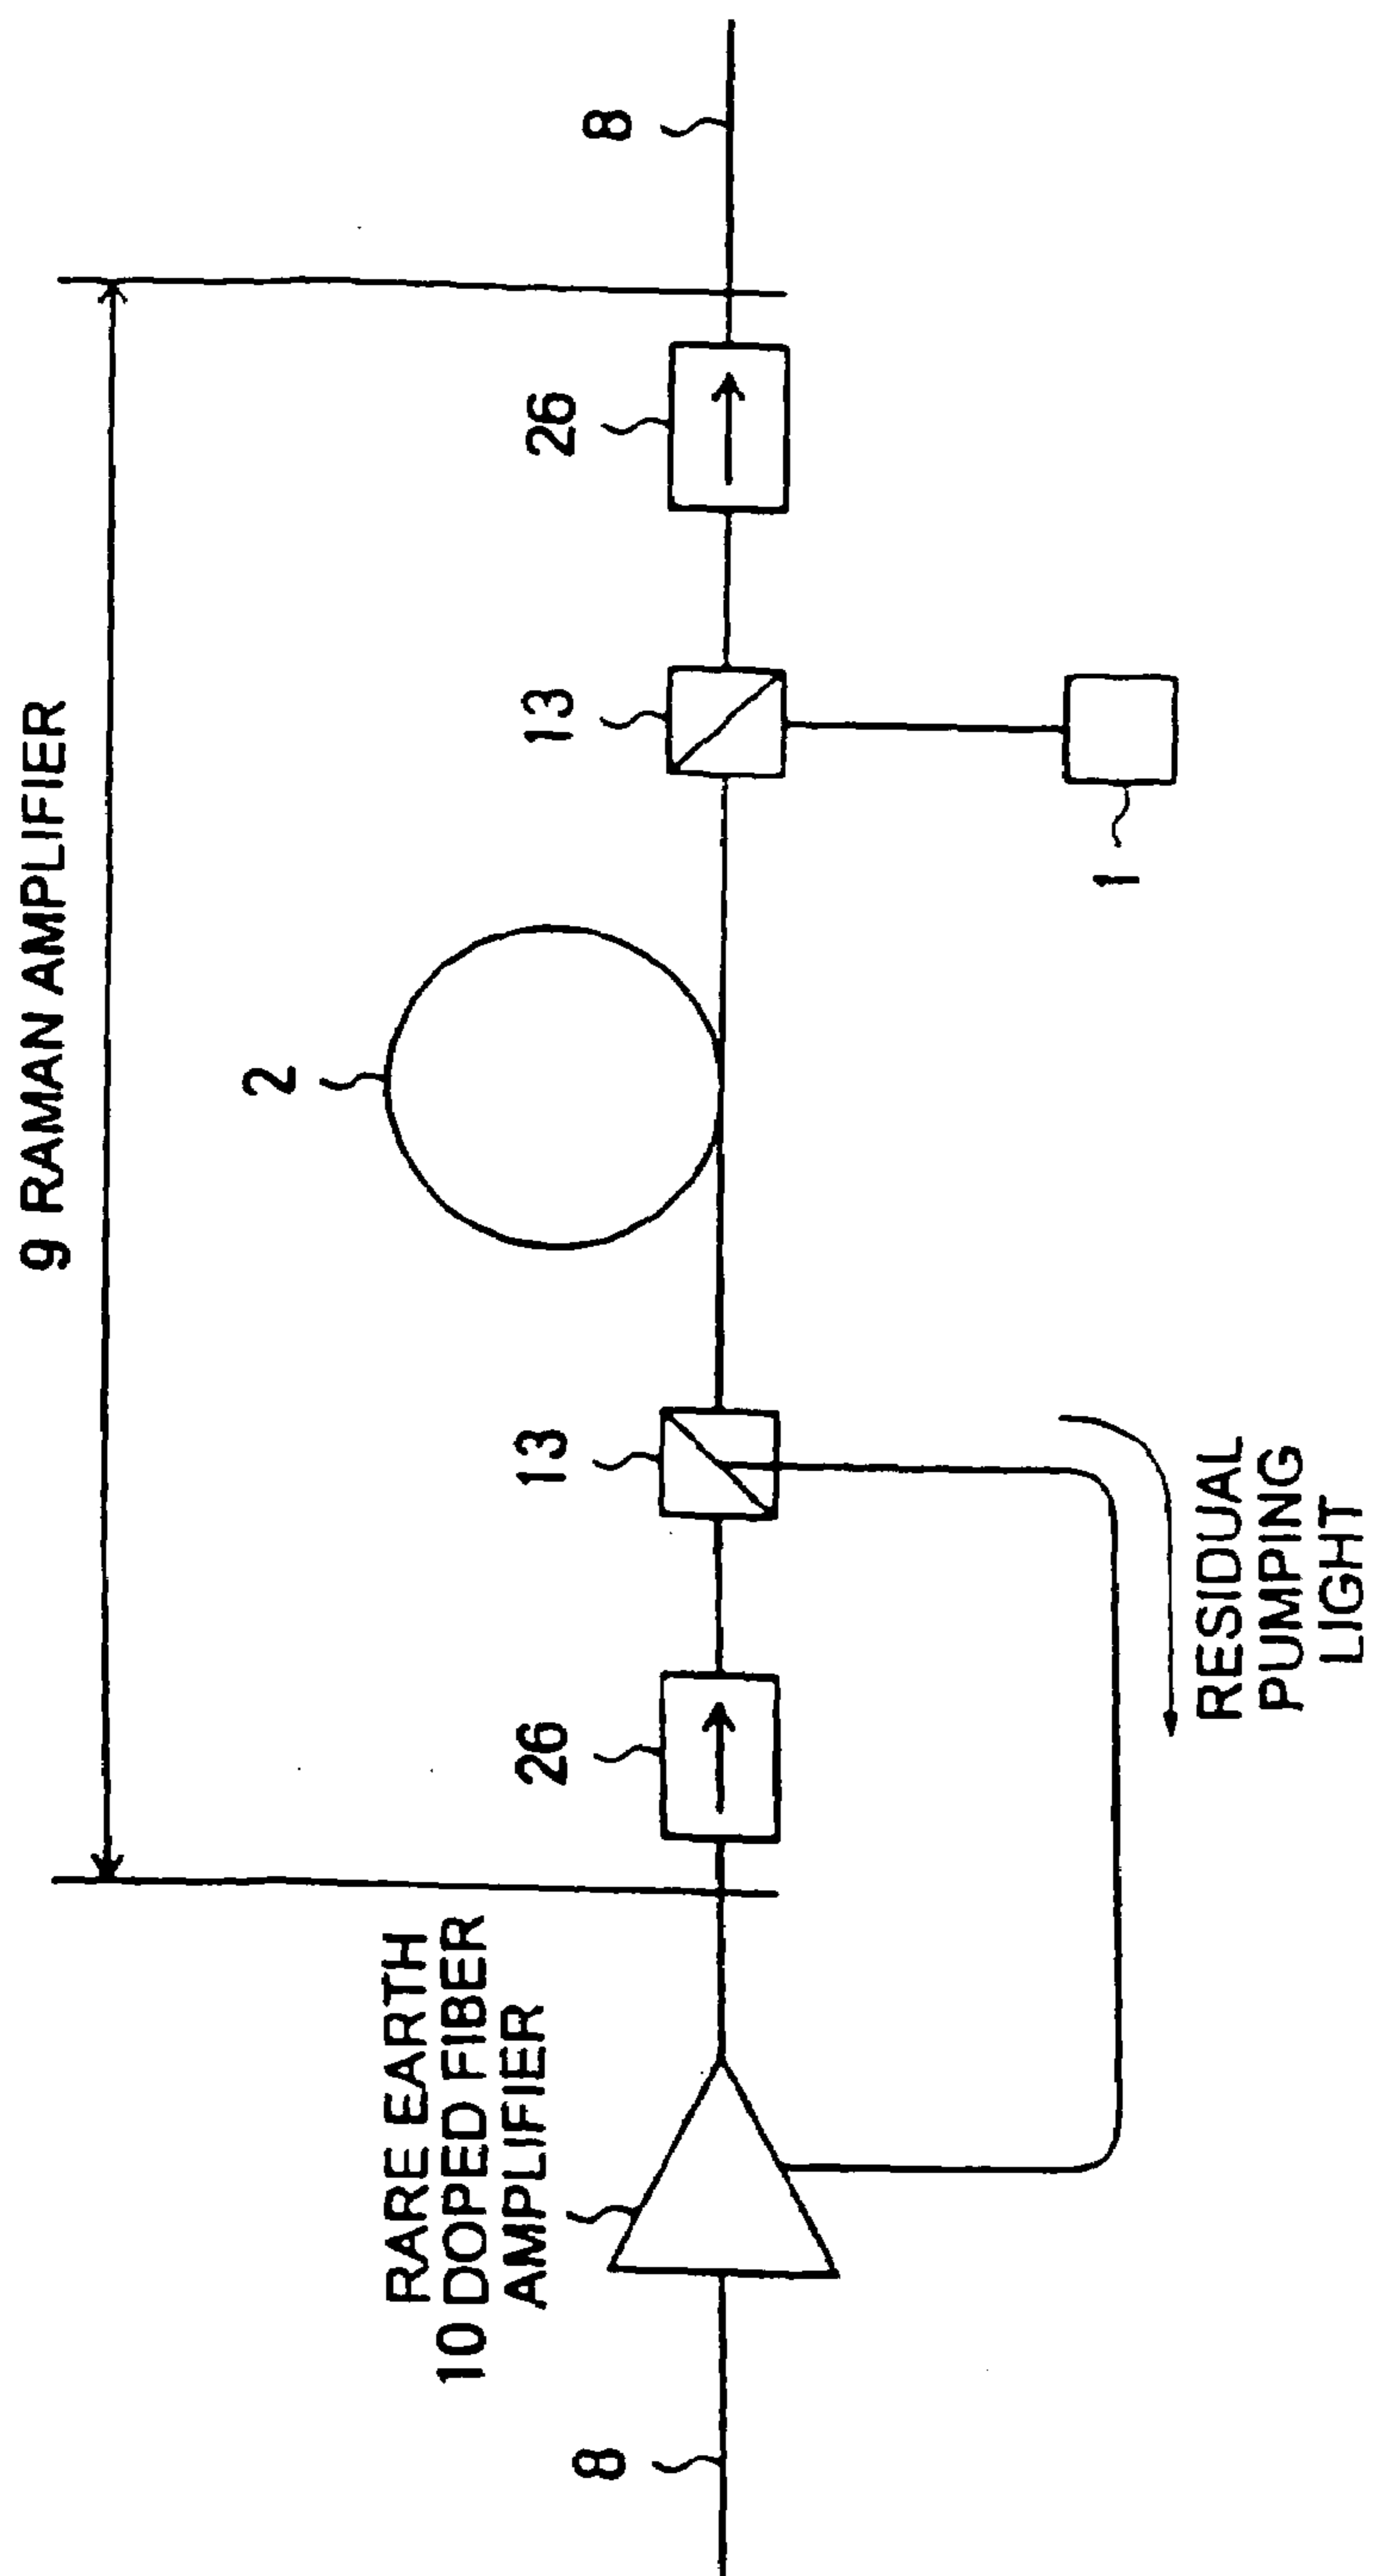 9 RAMAN AMPLIFIER
2
8
RARE EARTH
10 DOPED FIBER
AMPLIFIER
26
13
13
26
8
1
RESIDUAL
PUMPING
LIGHT